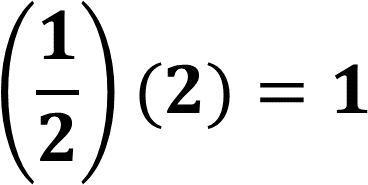 (1/2) (2) = 1